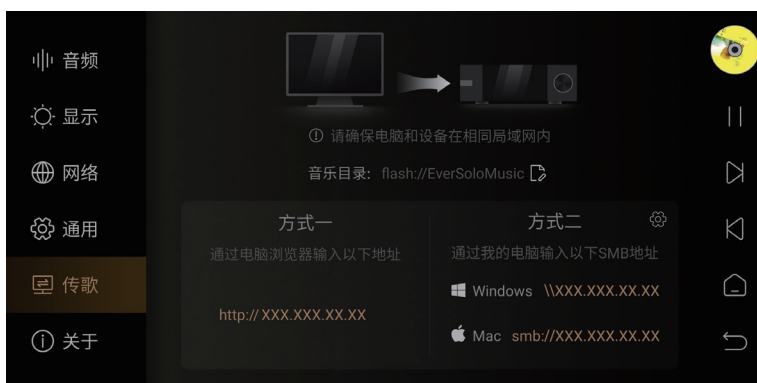 音频
显示
网络
通用
传歌
关于
请确保电脑和设备在相同局域网内
音乐目录: flash://EverSoloMusic
方式一
通过电脑浏览器输入以下地址
http:// XXX.XXX.XX.XX
方式二
通过我的电脑输入以下SMB地址
Windows \\XXX.XXX.XX.XX
Mac smb://XXX.XXX.XX.XX